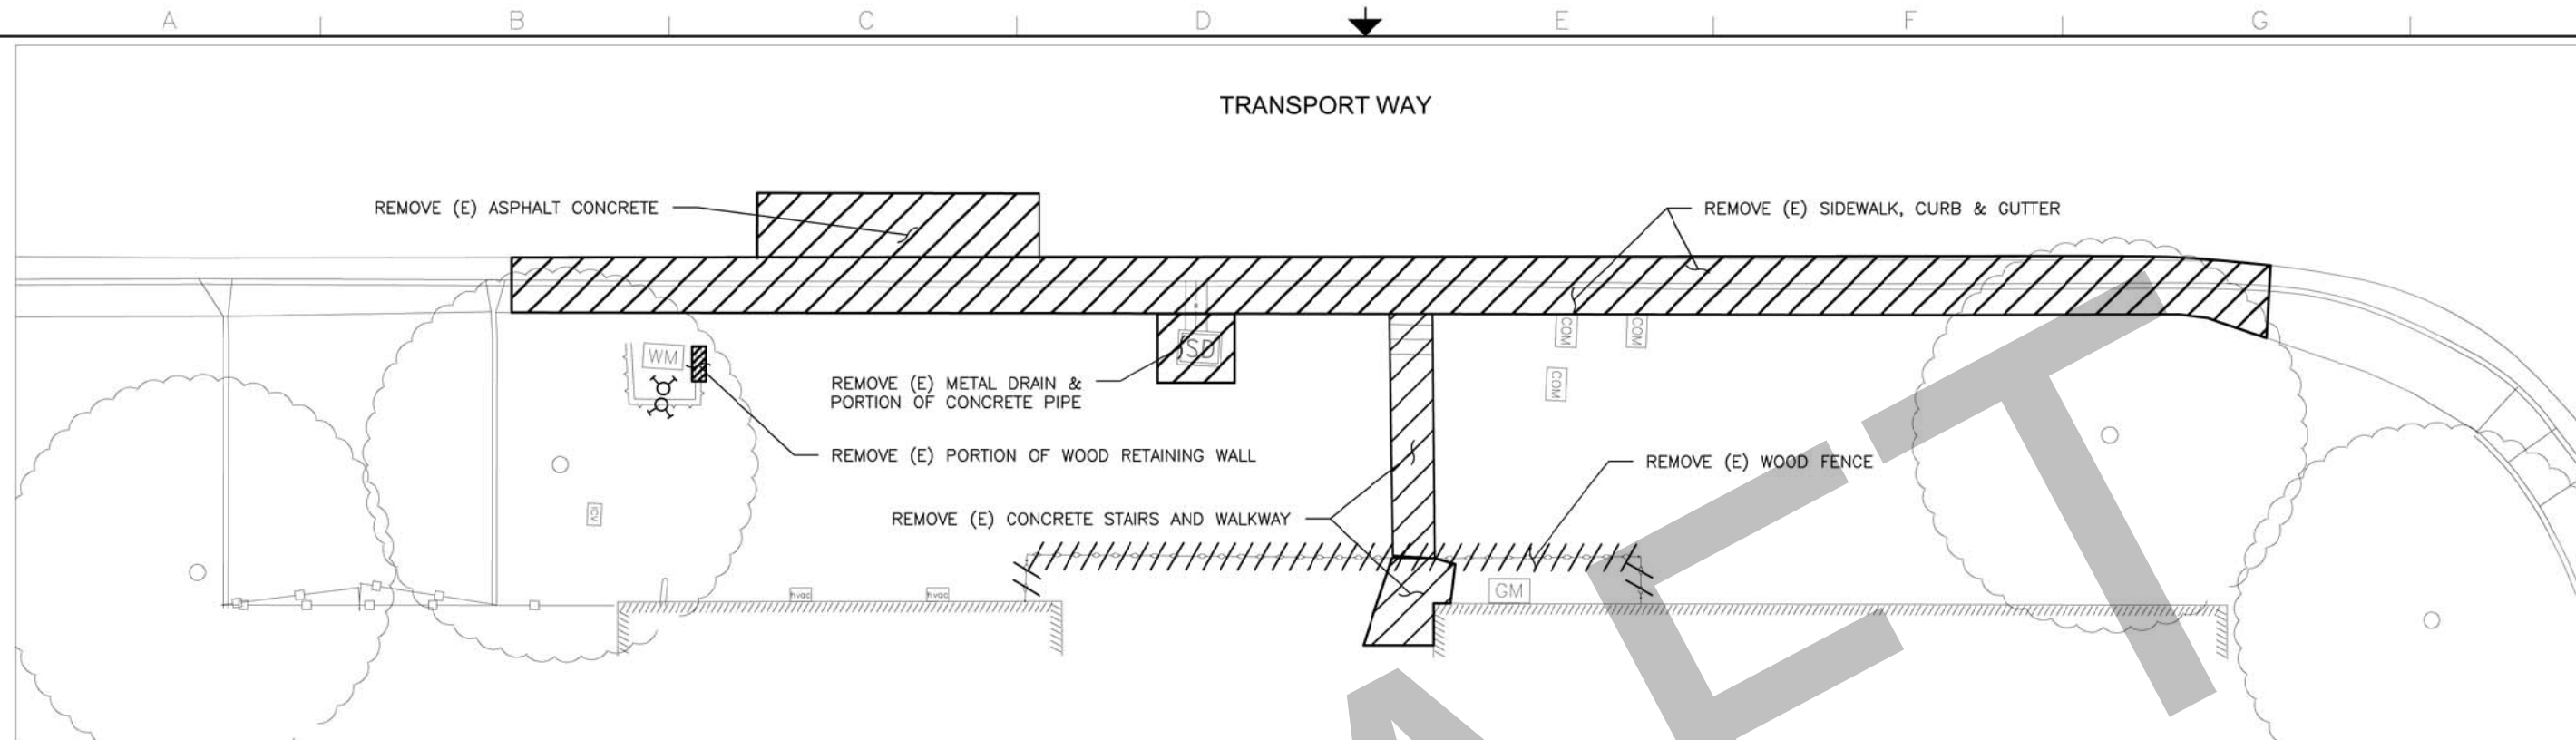 A B C D E F G
TRANSPORT WAY
REMOVE (E) ASPHALT CONCRETE
REMOVE (E) SIDEWALK, CURB & GUTTER
WM
SD
COM
COM
COM
REMOVE (E) METAL DRAIN &
PORTION OF CONCRETE PIPE
REMOVE (E) PORTION OF WOOD RETAINING WALL
REMOVE (E) WOOD FENCE
ICV
REMOVE (E) CONCRETE STAIRS AND WALKWAY
hvac
hvac
GM